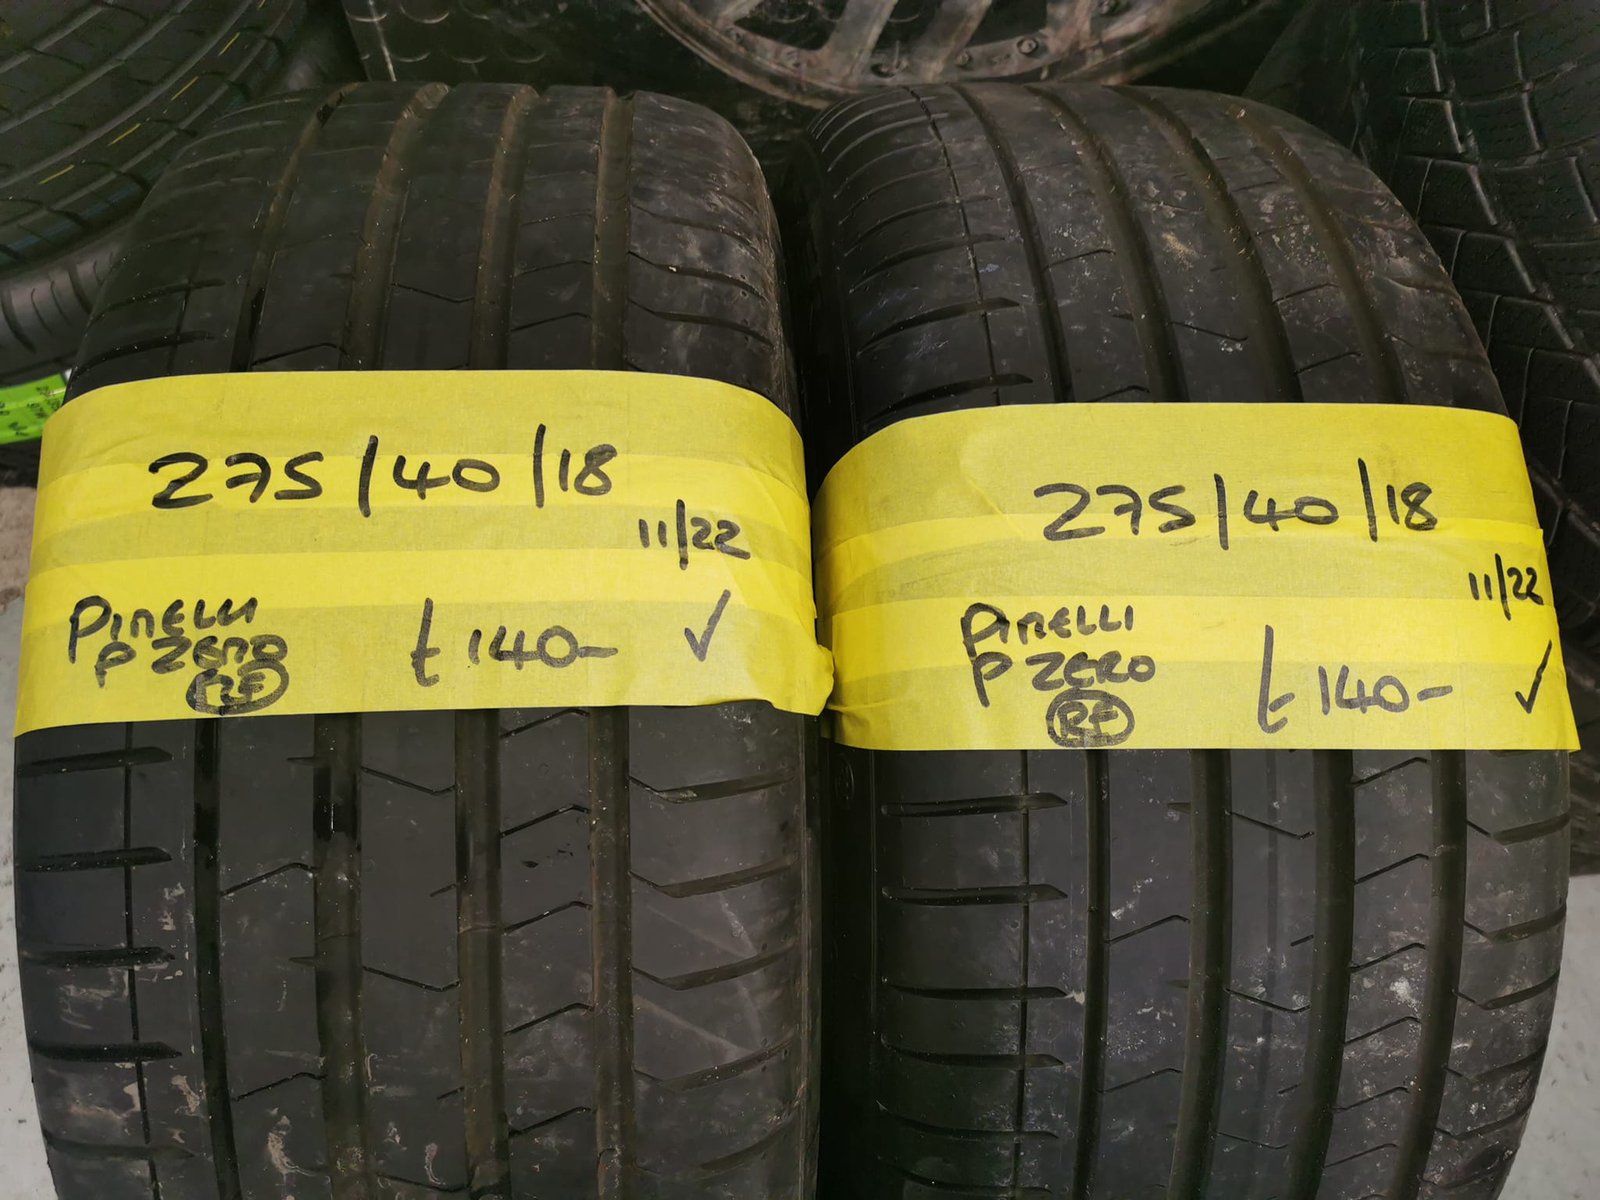 275/40/18
11/22
PIRELLI
P ZERO
RF
£140-
✓
275/40/18
11/22
PIRELLI
P ZERO
RF
£140-
✓